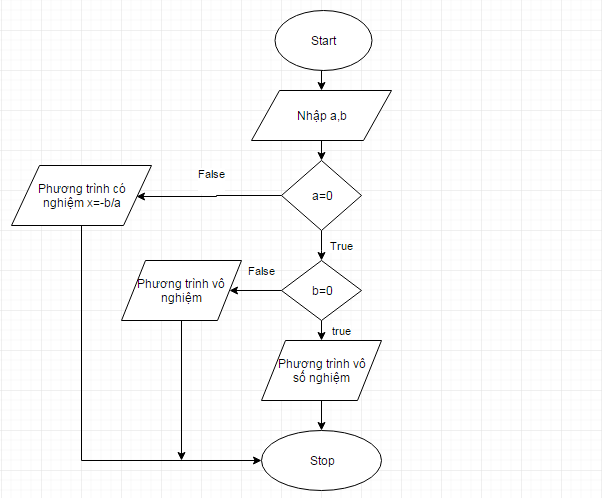 Start
Nhập a,b
False
a=0
Phương trình có
nghiệm x=-b/a
True
False
b=0
Phương trình vô
nghiệm
true
Phương trình vô
số nghiệm
Stop